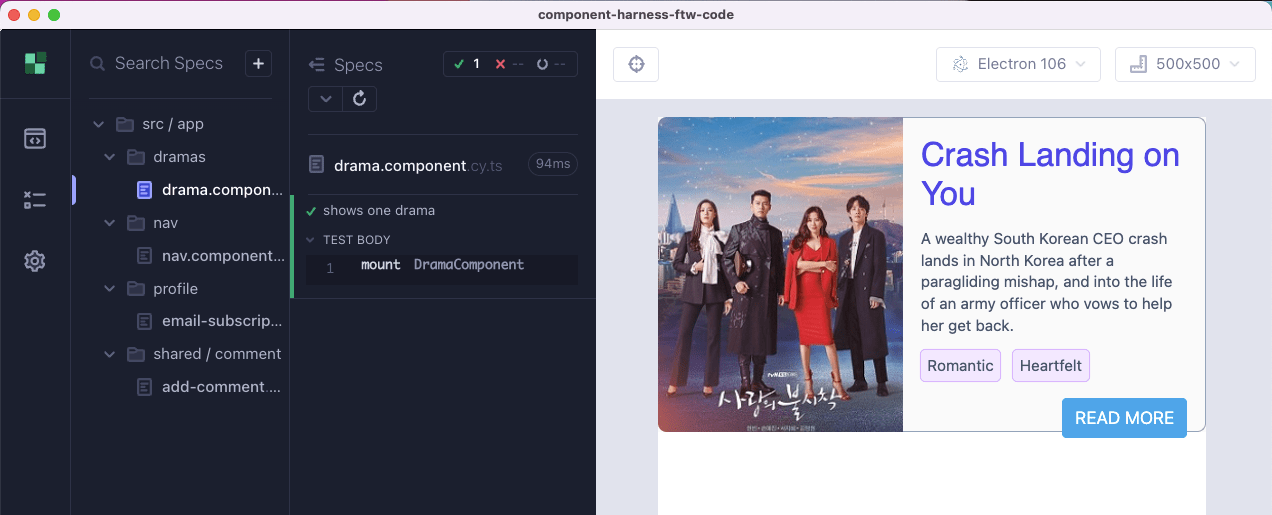 component-harness-ftw-code
Search Specs
+
src / app
dramas
drama.compon...
nav
nav.component...
profile
email-subscrip...
shared / comment
add-comment....
Specs
1 -- --
drama.component.cy.ts 94ms
shows one drama
TEST BODY
1 mount DramaComponent
Electron 106
500x500
tvN
사랑의 불시착
Crash Landing on
You
A wealthy South Korean CEO crash
lands in North Korea after a
paragliding mishap, and into the life
of an army officer who vows to help
her get back.
Romantic Heartfelt
READ MORE